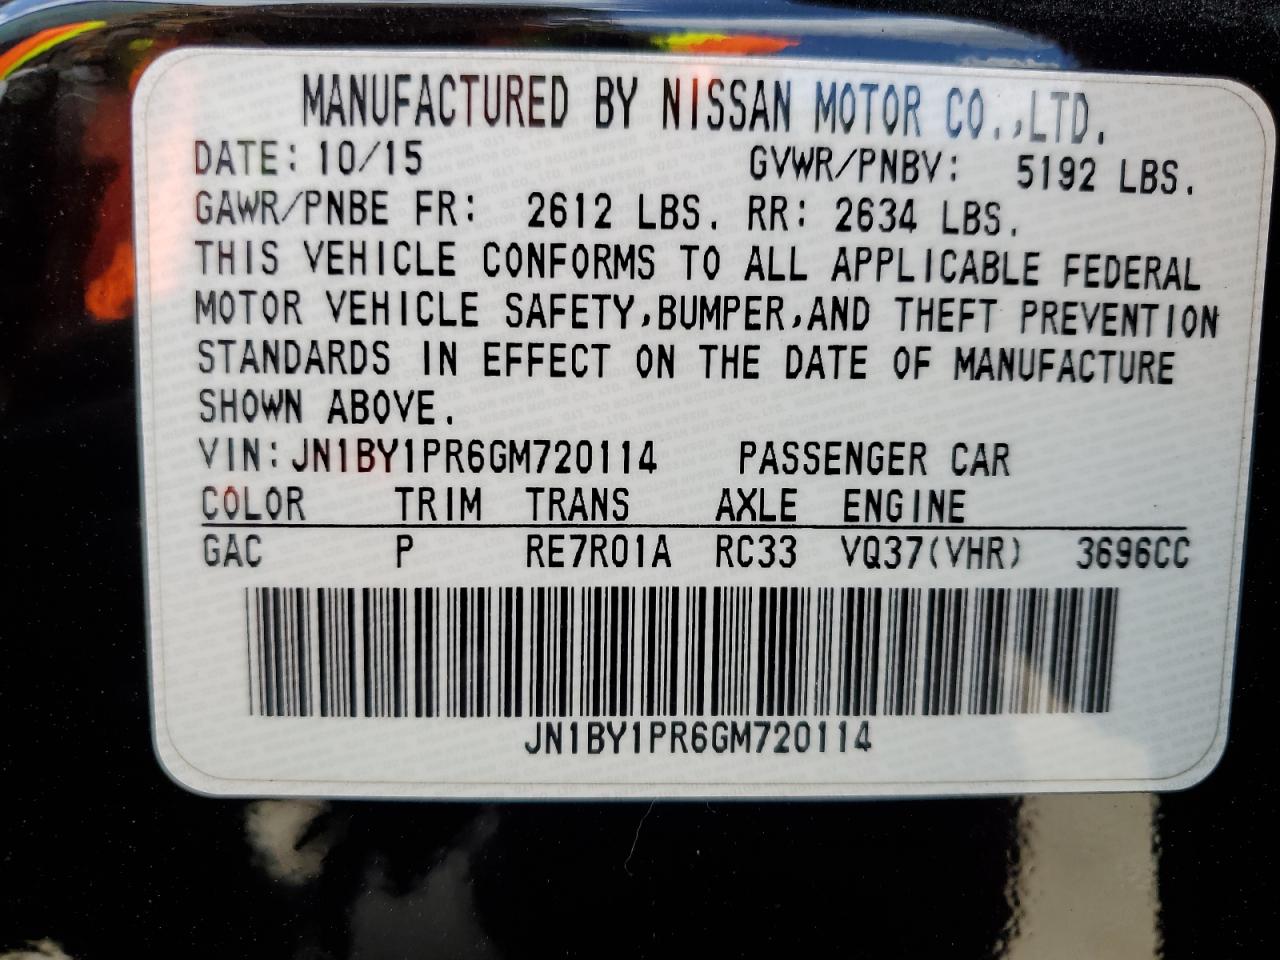 MANUFACTURED BY NISSAN MOTOR CO.,LTD.
DATE: 10/15 GVWR/PNBV: 5192 LBS.
GAWR/PNBE FR: 2612 LBS. RR: 2634 LBS.
THIS VEHICLE CONFORMS TO ALL APPLICABLE FEDERAL
MOTOR VEHICLE SAFETY,BUMPER,AND THEFT PREVENTION
STANDARDS IN EFFECT ON THE DATE OF MANUFACTURE
SHOWN ABOVE.
VIN: JN1BY1PR6GM720114 PASSENGER CAR
COLOR TRIM TRANS AXLE ENGINE
GAC P RE7R01A RC33 VQ37(VHR) 3696CC
JN1BY1PR6GM720114